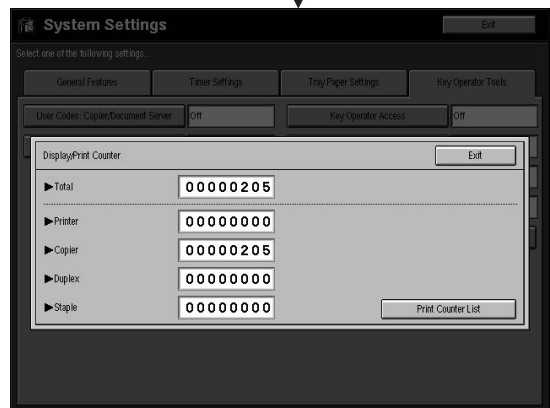 System Settings
Exit
Select one of the following settings.
General Features
Timer Settings
Tray Paper Settings
Key Operator Tools
User Codes: Copier/Document Server
Off
Key Operator Access
Off
Display/Print Counter
Exit
▶Total
00000205
▶Printer
00000000
▶Copier
00000205
▶Duplex
00000000
▶Staple
00000000
Print Counter List